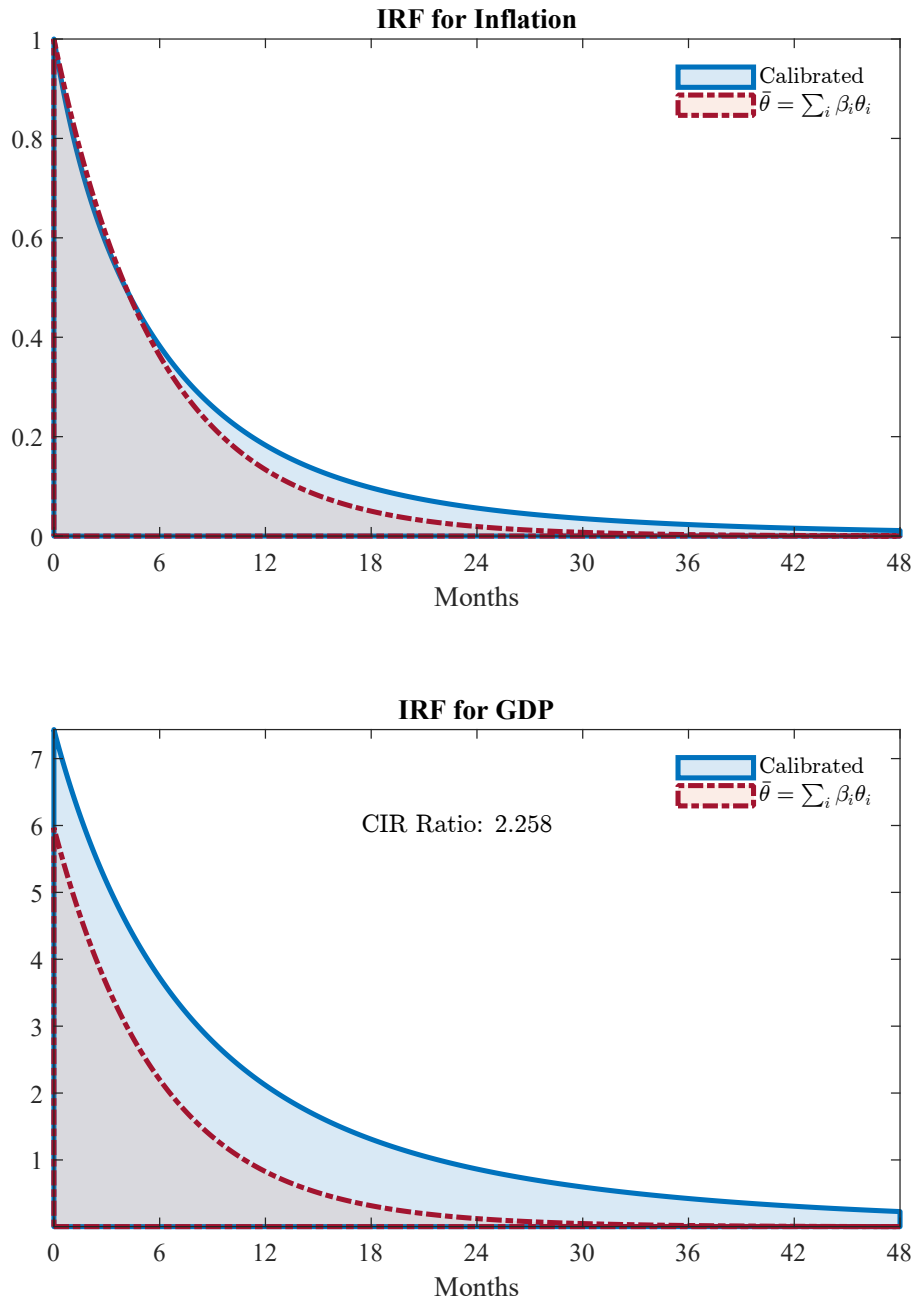 IRF for Inflation
1
0.8
0.6
0.4
0.2
0
Calibrated
θ̄ = ∑ᵢ βᵢθᵢ
0 6 12 18 24 30 36 42 48
Months
IRF for GDP
7
6
5
4
3
2
1
Calibrated
θ̄ = ∑ᵢ βᵢθᵢ
CIR Ratio: 2.258
0 6 12 18 24 30 36 42 48
Months